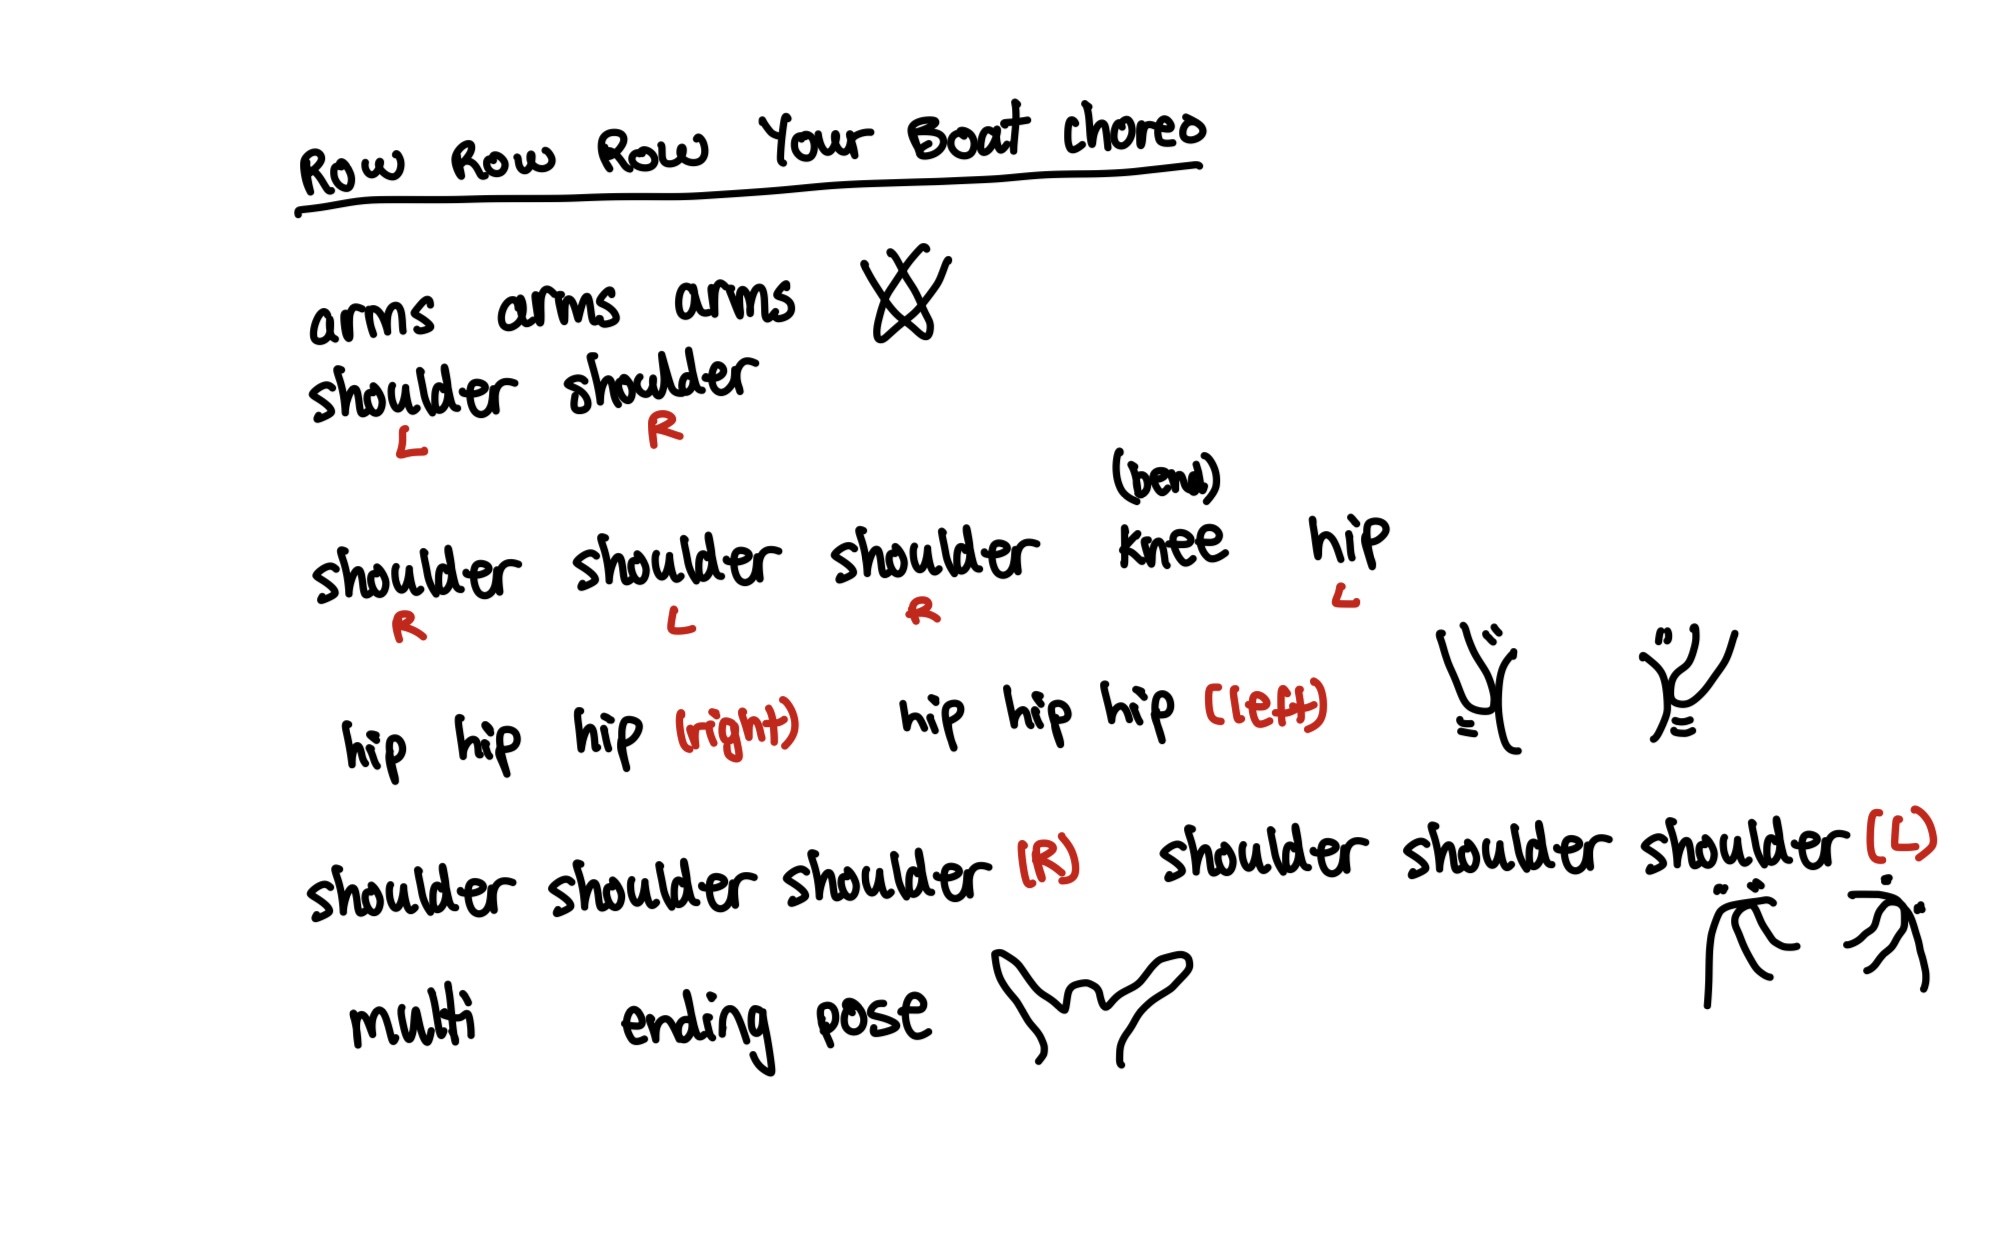 Row Row Row Your Boat Choreo
arms arms arms
shoulder shoulder
L R
(bend)
shoulder shoulder shoulder knee hip
R L R L
hip hip hip (right) hip hip hip (left)
shoulder shoulder shoulder (R) shoulder shoulder shoulder (L)
multi ending pose